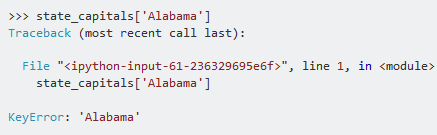 >>> state_capitals['Alabama']
Traceback (most recent call last):
File "<ipython-input-61-236329695e6f>", line 1, in <module>
state_capitals['Alabama']
KeyError: 'Alabama'